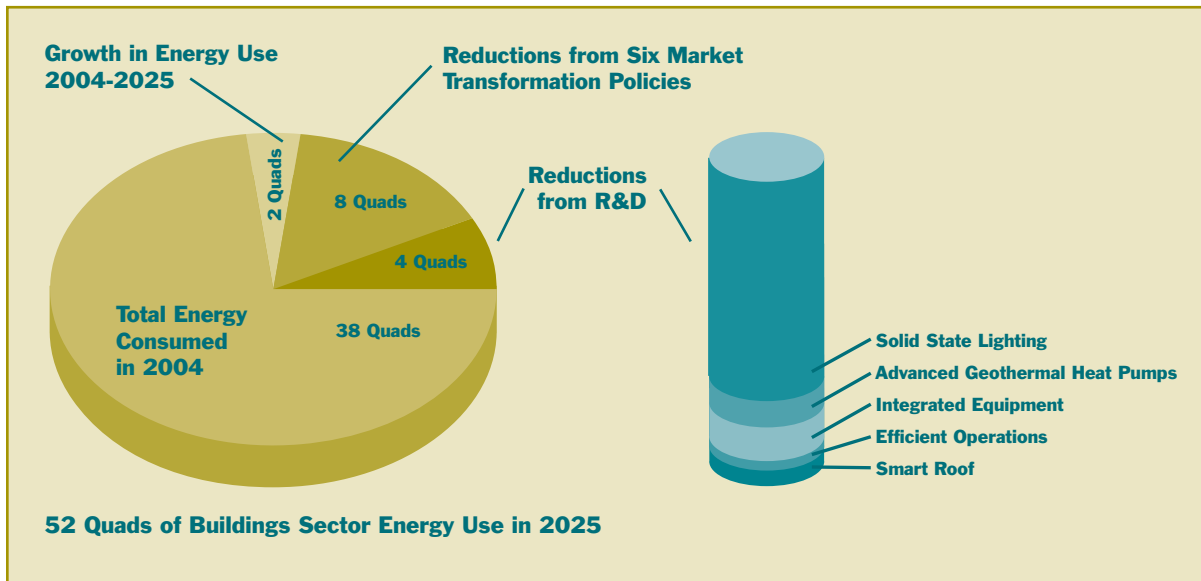 Growth in Energy Use
2004-2025
Reductions from Six Market
Transformation Policies
2 Quads
8 Quads
Reductions
from R&D
4 Quads
Total Energy
Consumed
in 2004
38 Quads
Solid State Lighting
Advanced Geothermal Heat Pumps
Integrated Equipment
Efficient Operations
Smart Roof
52 Quads of Buildings Sector Energy Use in 2025